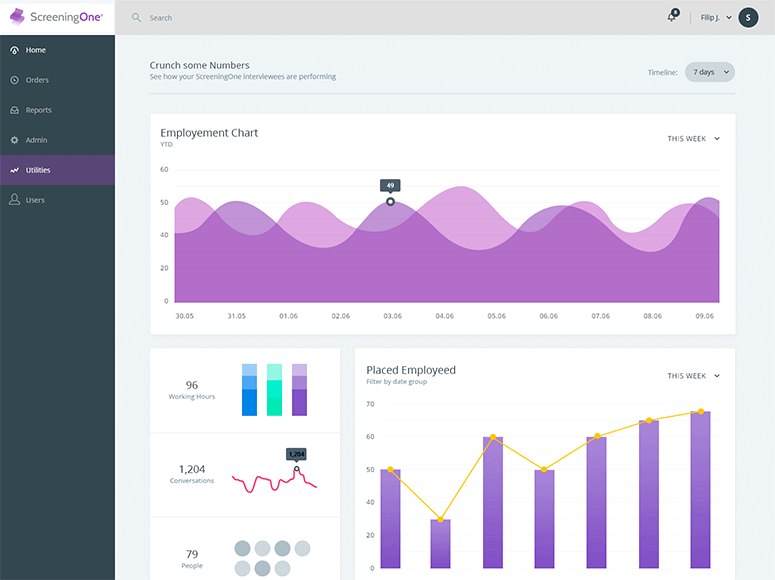 ScreeningOne
Search
8
Filip J.
S
Home
Orders
Reports
Admin
Utilities
Users
Crunch some Numbers
See how your ScreeningOne interviewees are performing
Timeline:
7 days
Employement Chart
YTD
THIS WEEK
60
50
40
20
0
49
30.05 31.05 01.06 02.06 03.06 04.06 05.06 06.06 07.06 08.06 09.06
96
Working Hours
1,204
Conversations
1,204
79
People
Placed Employeed
Filter by date group
THIS WEEK
70
60
50
40
20
0